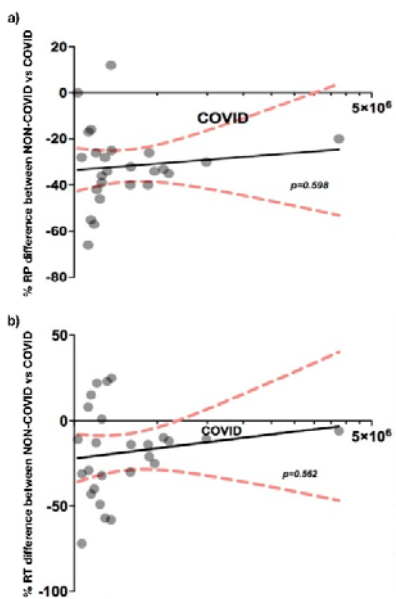 a)
% RP difference between NON-COVID vs COVID
20
0
-20
-40
-60
-80
COVID
5×10⁶
p=0.598
b)
% RT difference between NON-COVID vs COVID
50
0
-50
-100
COVID
5×10⁶
p=0.562